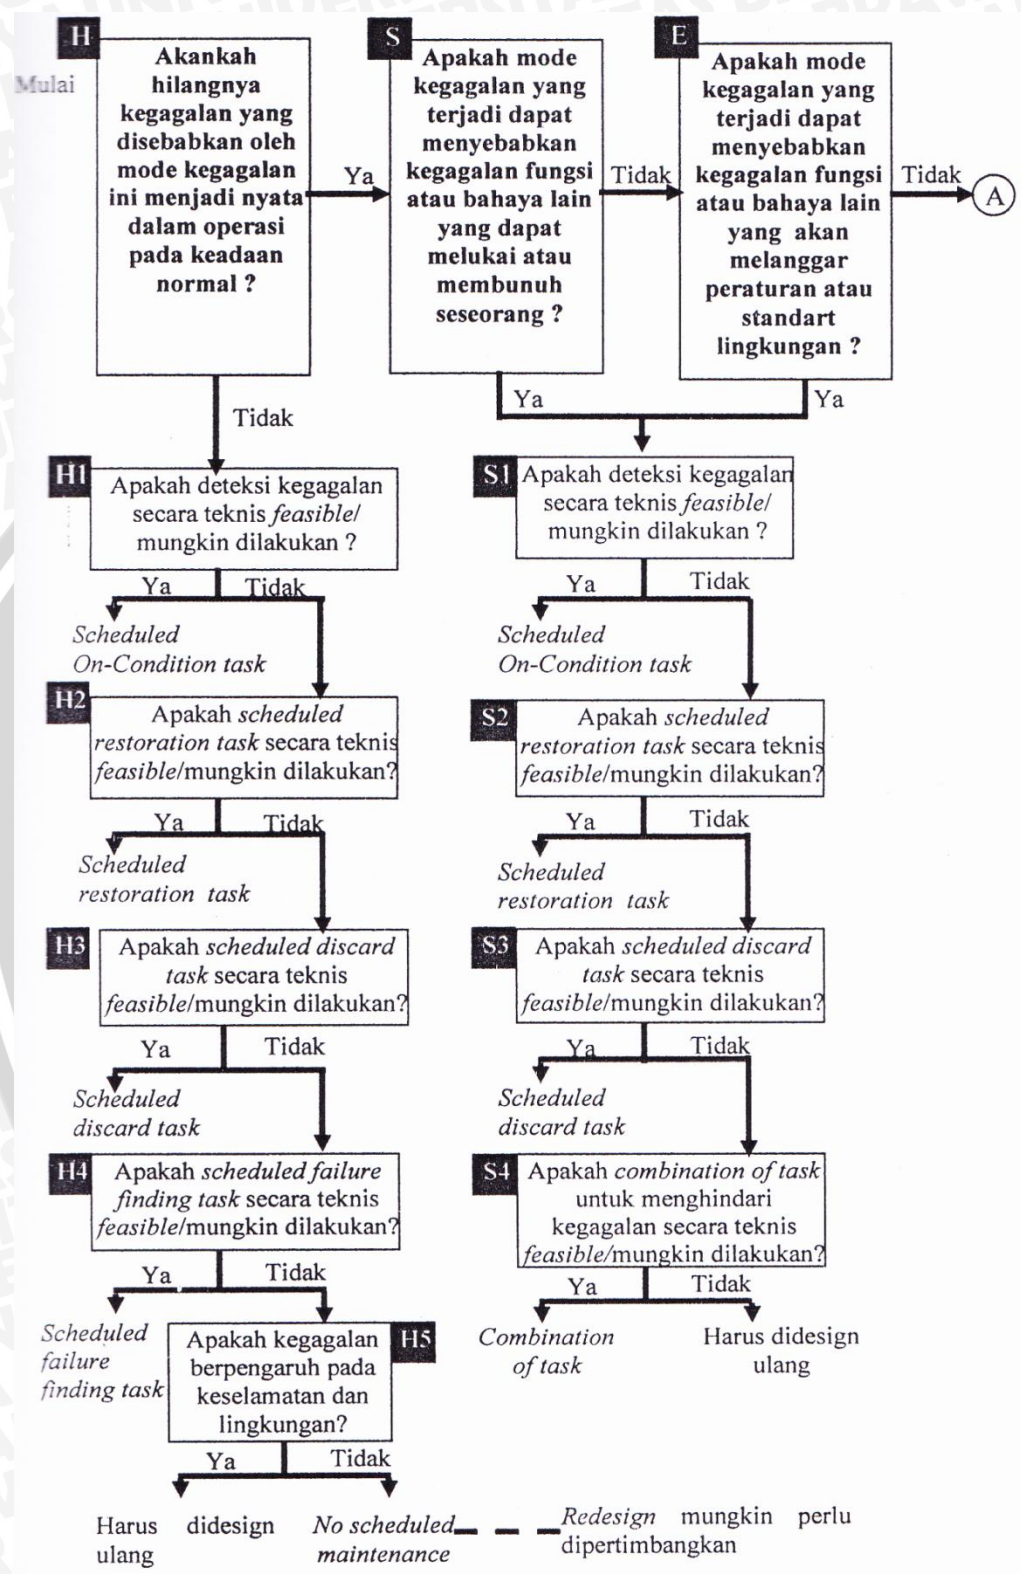 H
Mulai
Akankah
hilangnya
kegagalan yang
disebabkan oleh
mode kegagalan
ini menjadi nyata
dalam operasi
pada keadaan
normal ?
Ya
S
Apakah mode
kegagalan yang
terjadi dapat
menyebabkan
kegagalan fungsi
atau bahaya lain
yang dapat
melukai atau
membunuh
seseorang ?
Tidak
E
Apakah mode
kegagalan yang
terjadi dapat
menyebabkan
kegagalan fungsi
atau bahaya lain
yang akan
melanggar
peraturan atau
standart
lingkungan ?
Tidak
A
Tidak
Ya
Ya
H1
Apakah deteksi kegagalan
secara teknis feasible/
mungkin dilakukan ?
Ya
Tidak
Scheduled
On-Condition task
H2
Apakah scheduled
restoration task secara teknis
feasible/mungkin dilakukan?
Ya
Tidak
Scheduled
restoration task
H3
Apakah scheduled discard
task secara teknis
feasible/mungkin dilakukan?
Ya
Tidak
Scheduled
discard task
H4
Apakah scheduled failure
finding task secara teknis
feasible/mungkin dilakukan?
Ya
Tidak
Scheduled
failure
finding task
H5
Apakah kegagalan
berpengaruh pada
keselamatan dan
lingkungan?
Ya
Tidak
Harus didesign
ulang
No scheduled
maintenance
Redesign mungkin perlu
dipertimbangkan
S1
Apakah deteksi kegagalan
secara teknis feasible/
mungkin dilakukan ?
Ya
Tidak
Scheduled
On-Condition task
S2
Apakah scheduled
restoration task secara teknis
feasible/mungkin dilakukan?
Ya
Tidak
Scheduled
restoration task
S3
Apakah scheduled discard
task secara teknis
feasible/mungkin dilakukan?
Ya
Tidak
Scheduled
discard task
S4
Apakah combination of task
untuk menghindari
kegagalan secara teknis
feasible/mungkin dilakukan?
Ya
Tidak
Combination
of task
Harus didesign
ulang